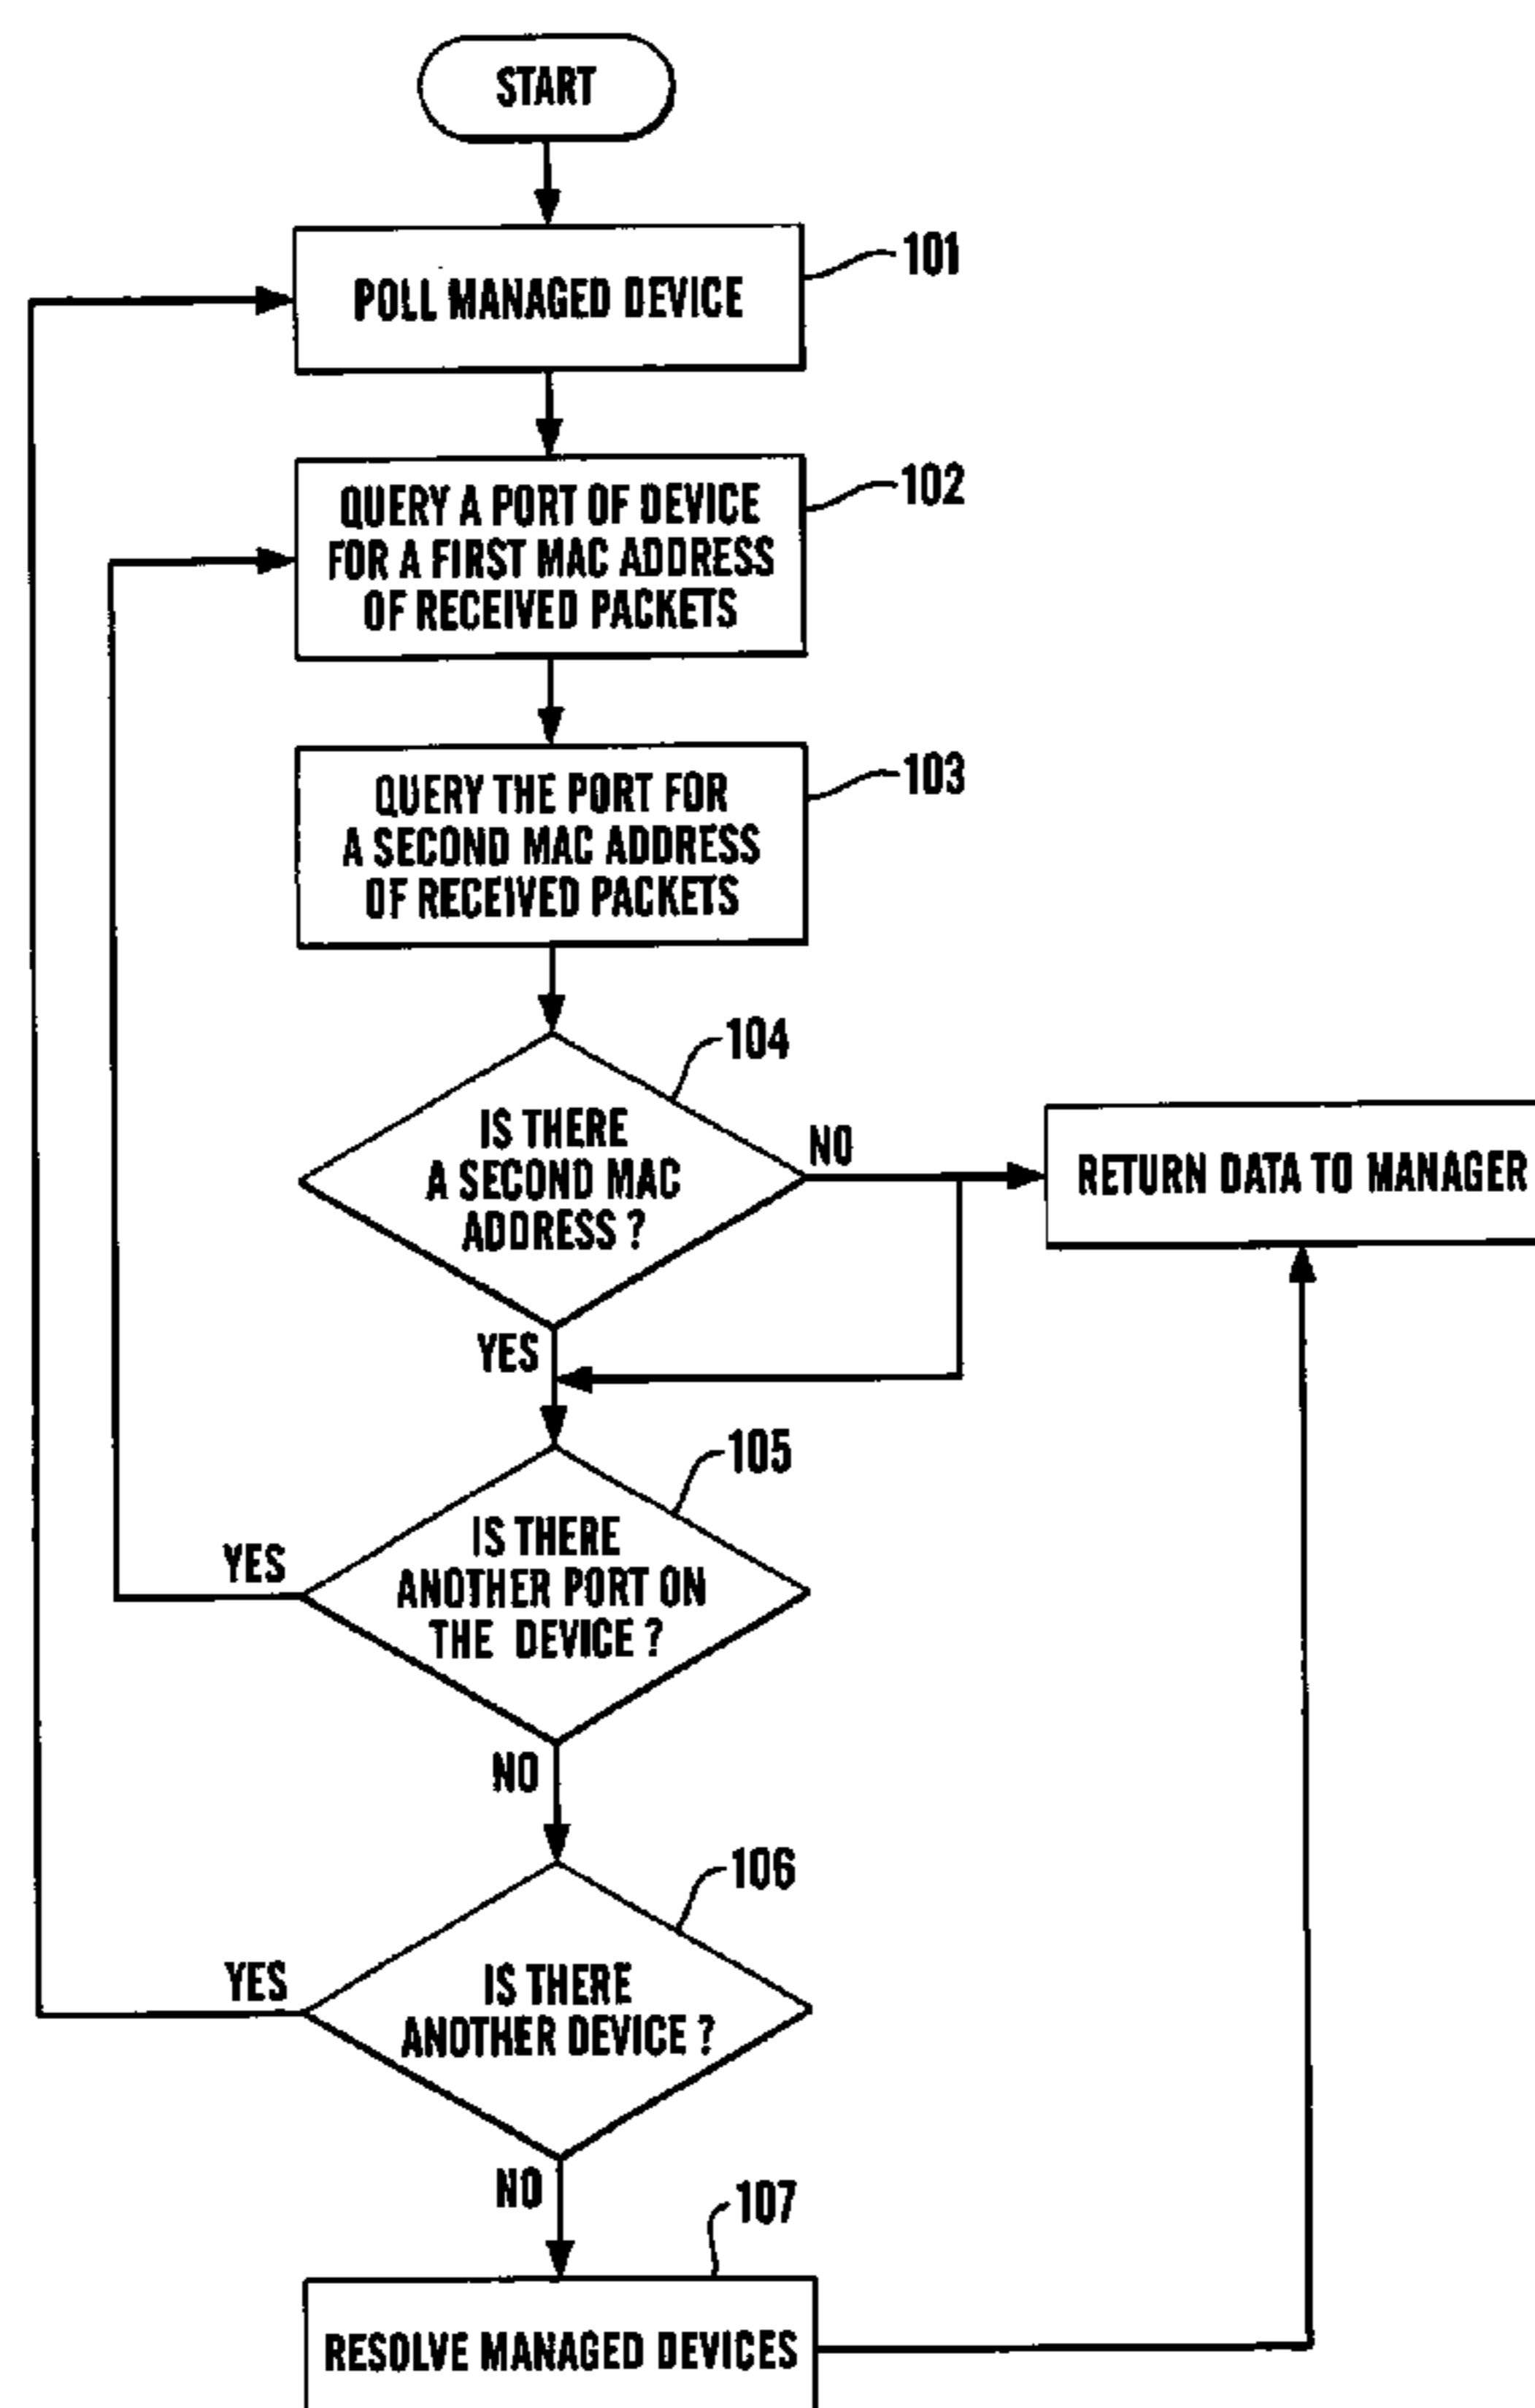 START
POLL MANAGED DEVICE
101
QUERY A PORT OF DEVICE
FOR A FIRST MAC ADDRESS
OF RECEIVED PACKETS
102
QUERY THE PORT FOR
A SECOND MAC ADDRESS
OF RECEIVED PACKETS
103
104
IS THERE
A SECOND MAC
ADDRESS ?
NO
RETURN DATA TO MANAGER
YES
105
IS THERE
ANOTHER PORT ON
THE DEVICE ?
YES
NO
106
IS THERE
ANOTHER DEVICE ?
YES
NO
107
RESOLVE MANAGED DEVICES